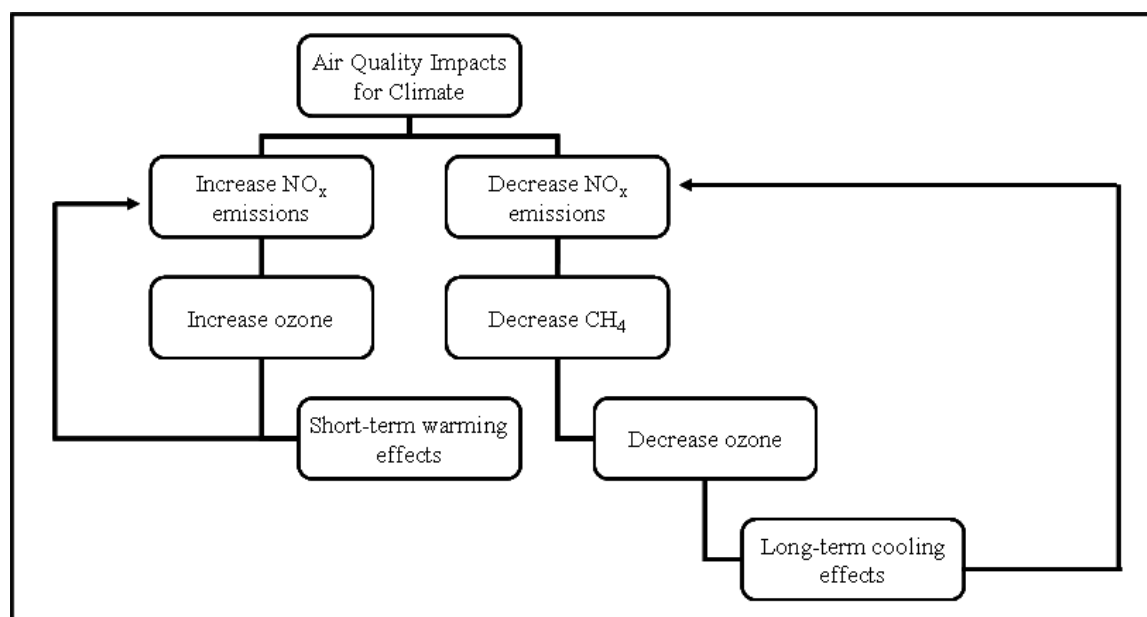 Air Quality Impacts
for Climate
Increase NOx
emissions
Decrease NOx
emissions
Increase ozone
Decrease CH4
Short-term warming
effects
Decrease ozone
Long-term cooling
effects